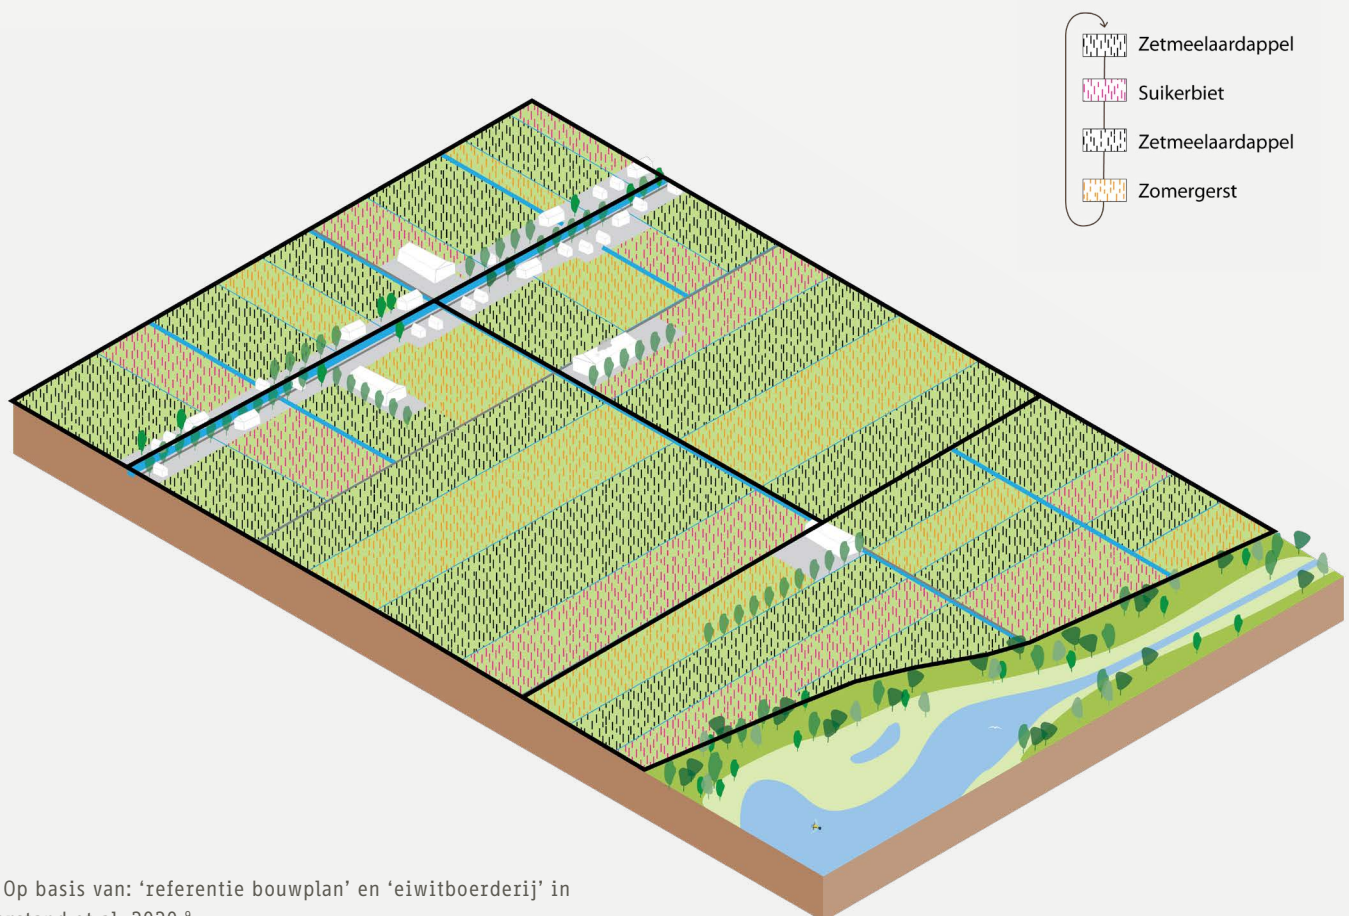 Zetmeelaardappel
Suikerbiet
Zetmeelaardappel
Zomergerst
Op basis van: ‘referentie bouwplan’ en ‘eiwitboerderij’ in